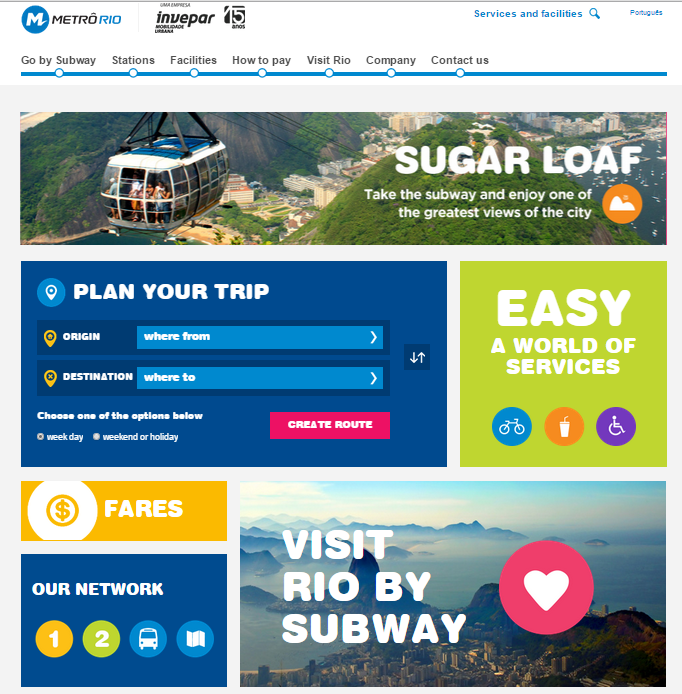 METRÔ RIO
UMA EMPRESA
invepar
MOBILIDADE
URBANA
15
anos
Services and facilities
Português
Go by Subway
Stations
Facilities
How to pay
Visit Rio
Company
Contact us
SUGAR LOAF
Take the subway and enjoy one of
the greatest views of the city
PLAN YOUR TRIP
ORIGIN
where from
DESTINATION
where to
Choose one of the options below
week day
weekend or holiday
CREATE ROUTE
EASY
A WORLD OF
SERVICES
$
FARES
OUR NETWORK
1
2
VISIT
RIO BY
SUBWAY